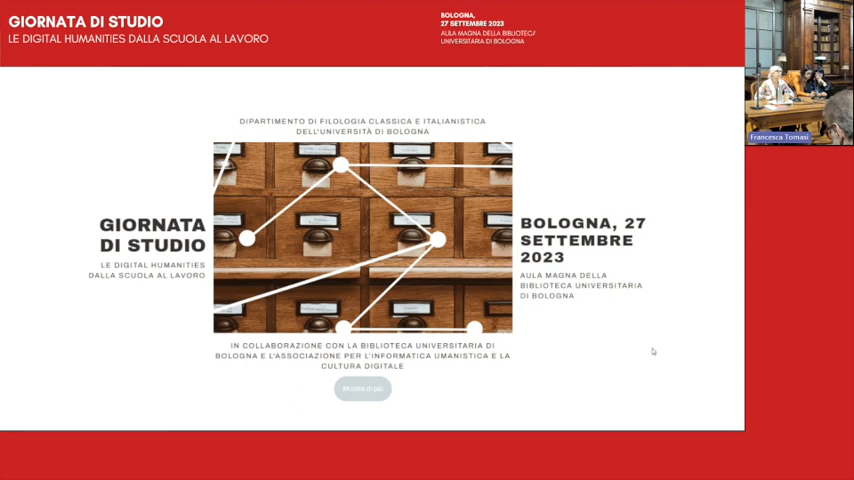 GIORNATA DI STUDIO
LE DIGITAL HUMANITIES DALLA SCUOLA AL LAVORO
BOLOGNA,
27 SETTEMBRE 2023
AULA MAGNA DELLA BIBLIOTECA
UNIVERSITARIA DI BOLOGNA
Francesca Tomasi
DIPARTIMENTO DI FILOLOGIA CLASSICA E ITALIANISTICA
DELL'UNIVERSITÀ DI BOLOGNA
GIORNATA
DI STUDIO
LE DIGITAL HUMANITIES
DALLA SCUOLA AL LAVORO
BOLOGNA, 27
SETTEMBRE
2023
AULA MAGNA DELLA
BIBLIOTECA UNIVERSITARIA
DI BOLOGNA
IN COLLABORAZIONE CON LA BIBLIOTECA UNIVERSITARIA DI
BOLOGNA E L'ASSOCIAZIONE PER L'INFORMATICA UMANISTICA E LA
CULTURA DIGITALE
Mostra di più